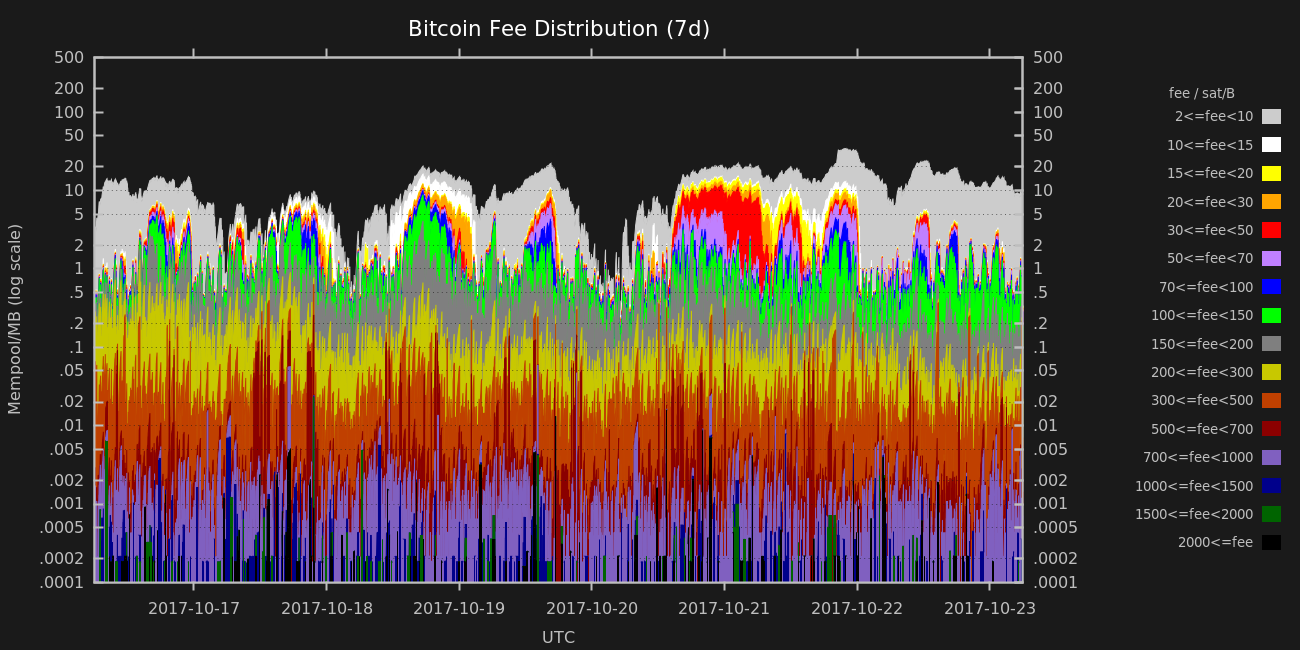 Bitcoin Fee Distribution (7d)
500
200
100
50
20
10
5
2
1
.5
.2
.1
.05
.02
.01
.005
.002
.001
.0005
.0002
.0001
Mempool/MB (log scale)
500
200
100
50
20
10
5
2
1
.5
.2
.1
.05
.02
.01
.005
.002
.001
.0005
.0002
.0001
2017-10-17
2017-10-18
2017-10-19
2017-10-20
2017-10-21
2017-10-22
2017-10-23
UTC
fee / sat/B
2<=fee<10
10<=fee<15
15<=fee<20
20<=fee<30
30<=fee<50
50<=fee<70
70<=fee<100
100<=fee<150
150<=fee<200
200<=fee<300
300<=fee<500
500<=fee<700
700<=fee<1000
1000<=fee<1500
1500<=fee<2000
2000<=fee